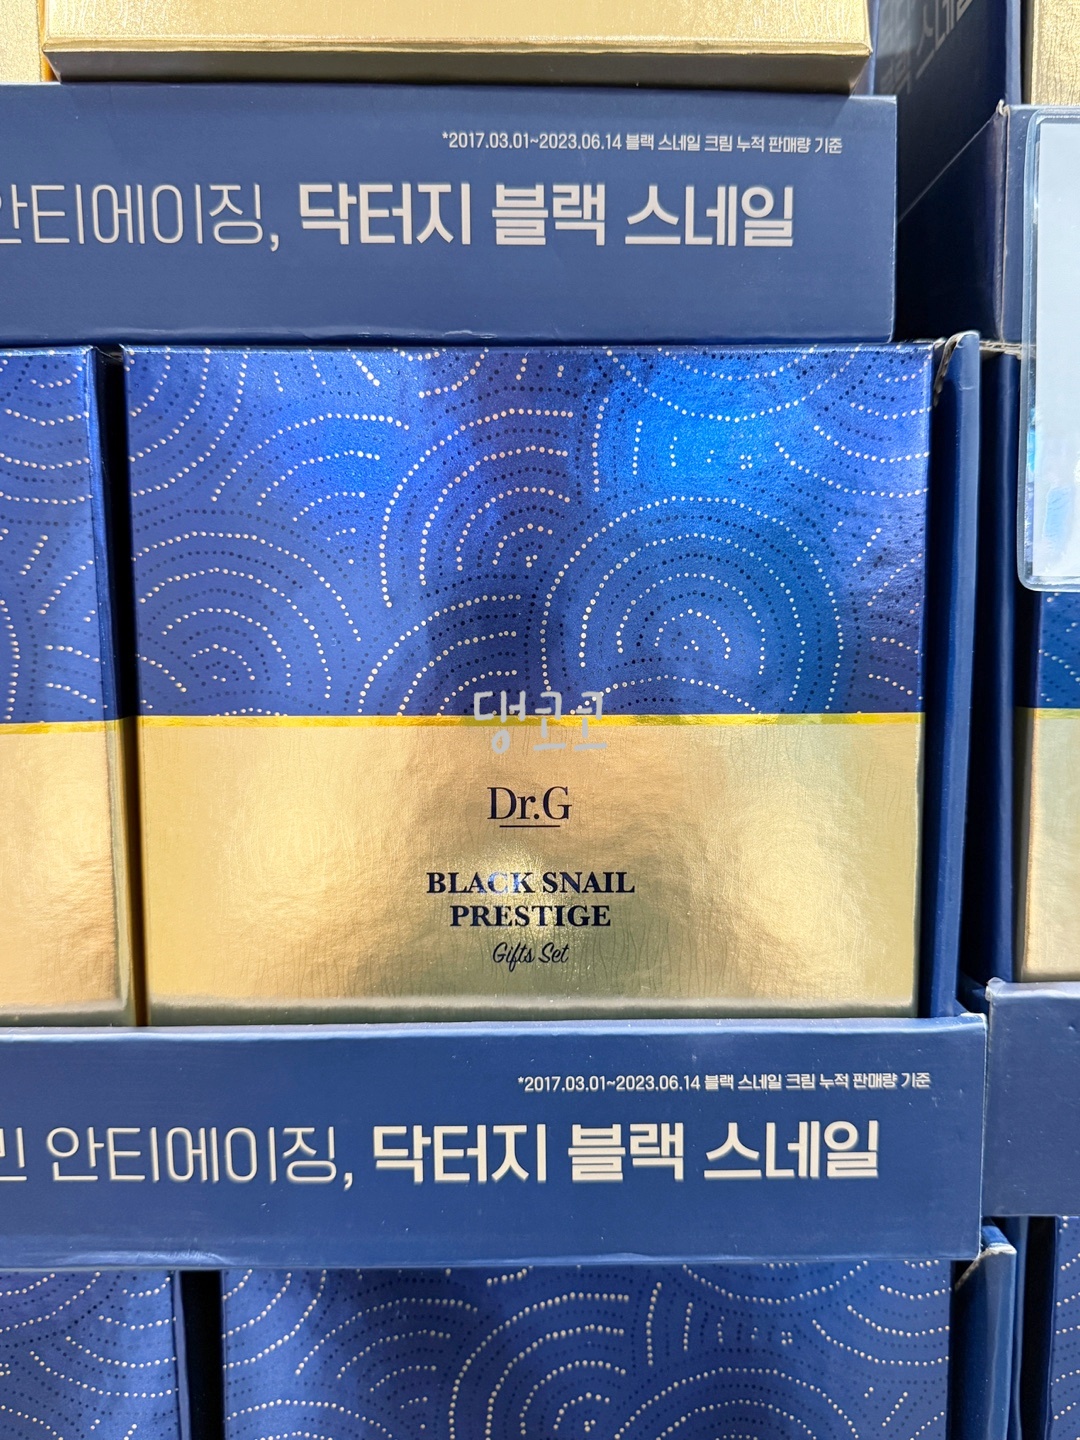 *2017.03.01~2023.06.14 블랙 스네일 크림 누적 판매량 기준
안티에이징, 닥터지 블랙 스네일
댕코코
Dr.G
BLACK SNAIL
PRESTIGE
Gifts Set
*2017.03.01~2023.06.14 블랙 스네일 크림 누적 판매량 기준
안티에이징, 닥터지 블랙 스네일